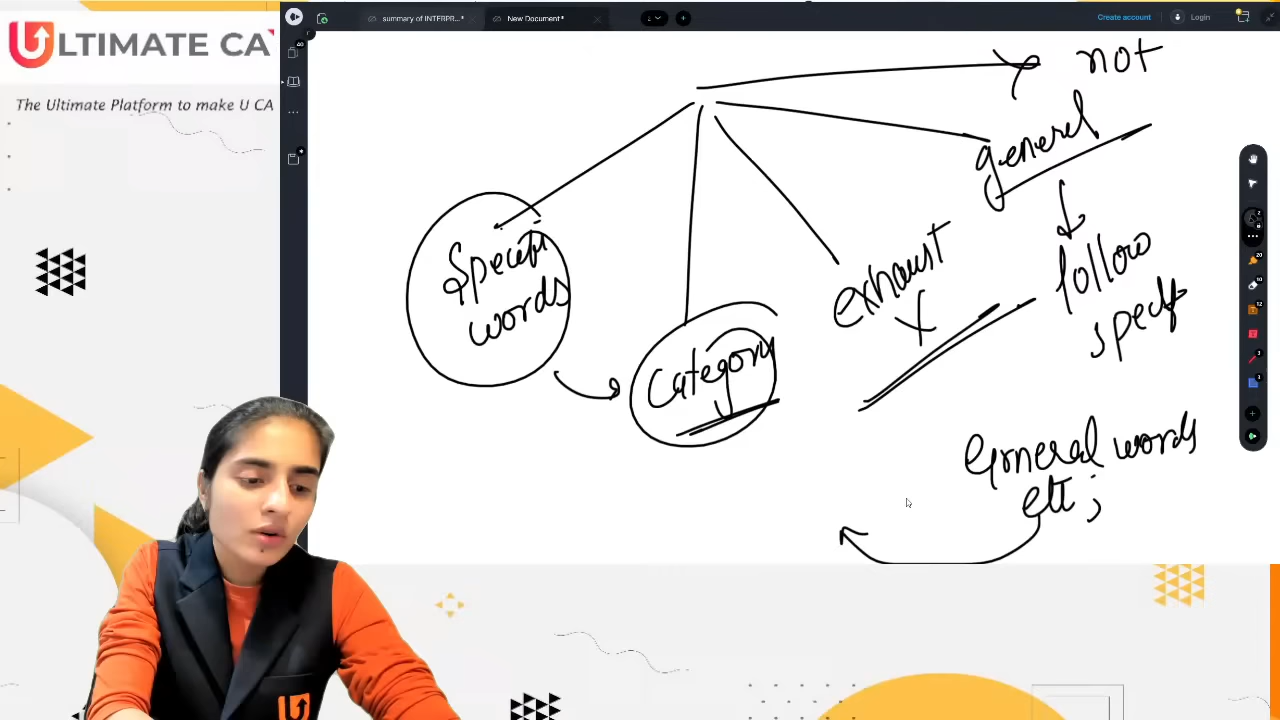 ULTIMATE CA
The Ultimate Platform to make U CA
summary of INTERPR...*
New Document*
Create account
Login
not
general
follow
specf
Specifi
words
Category
exhaust
X
General words
etc;